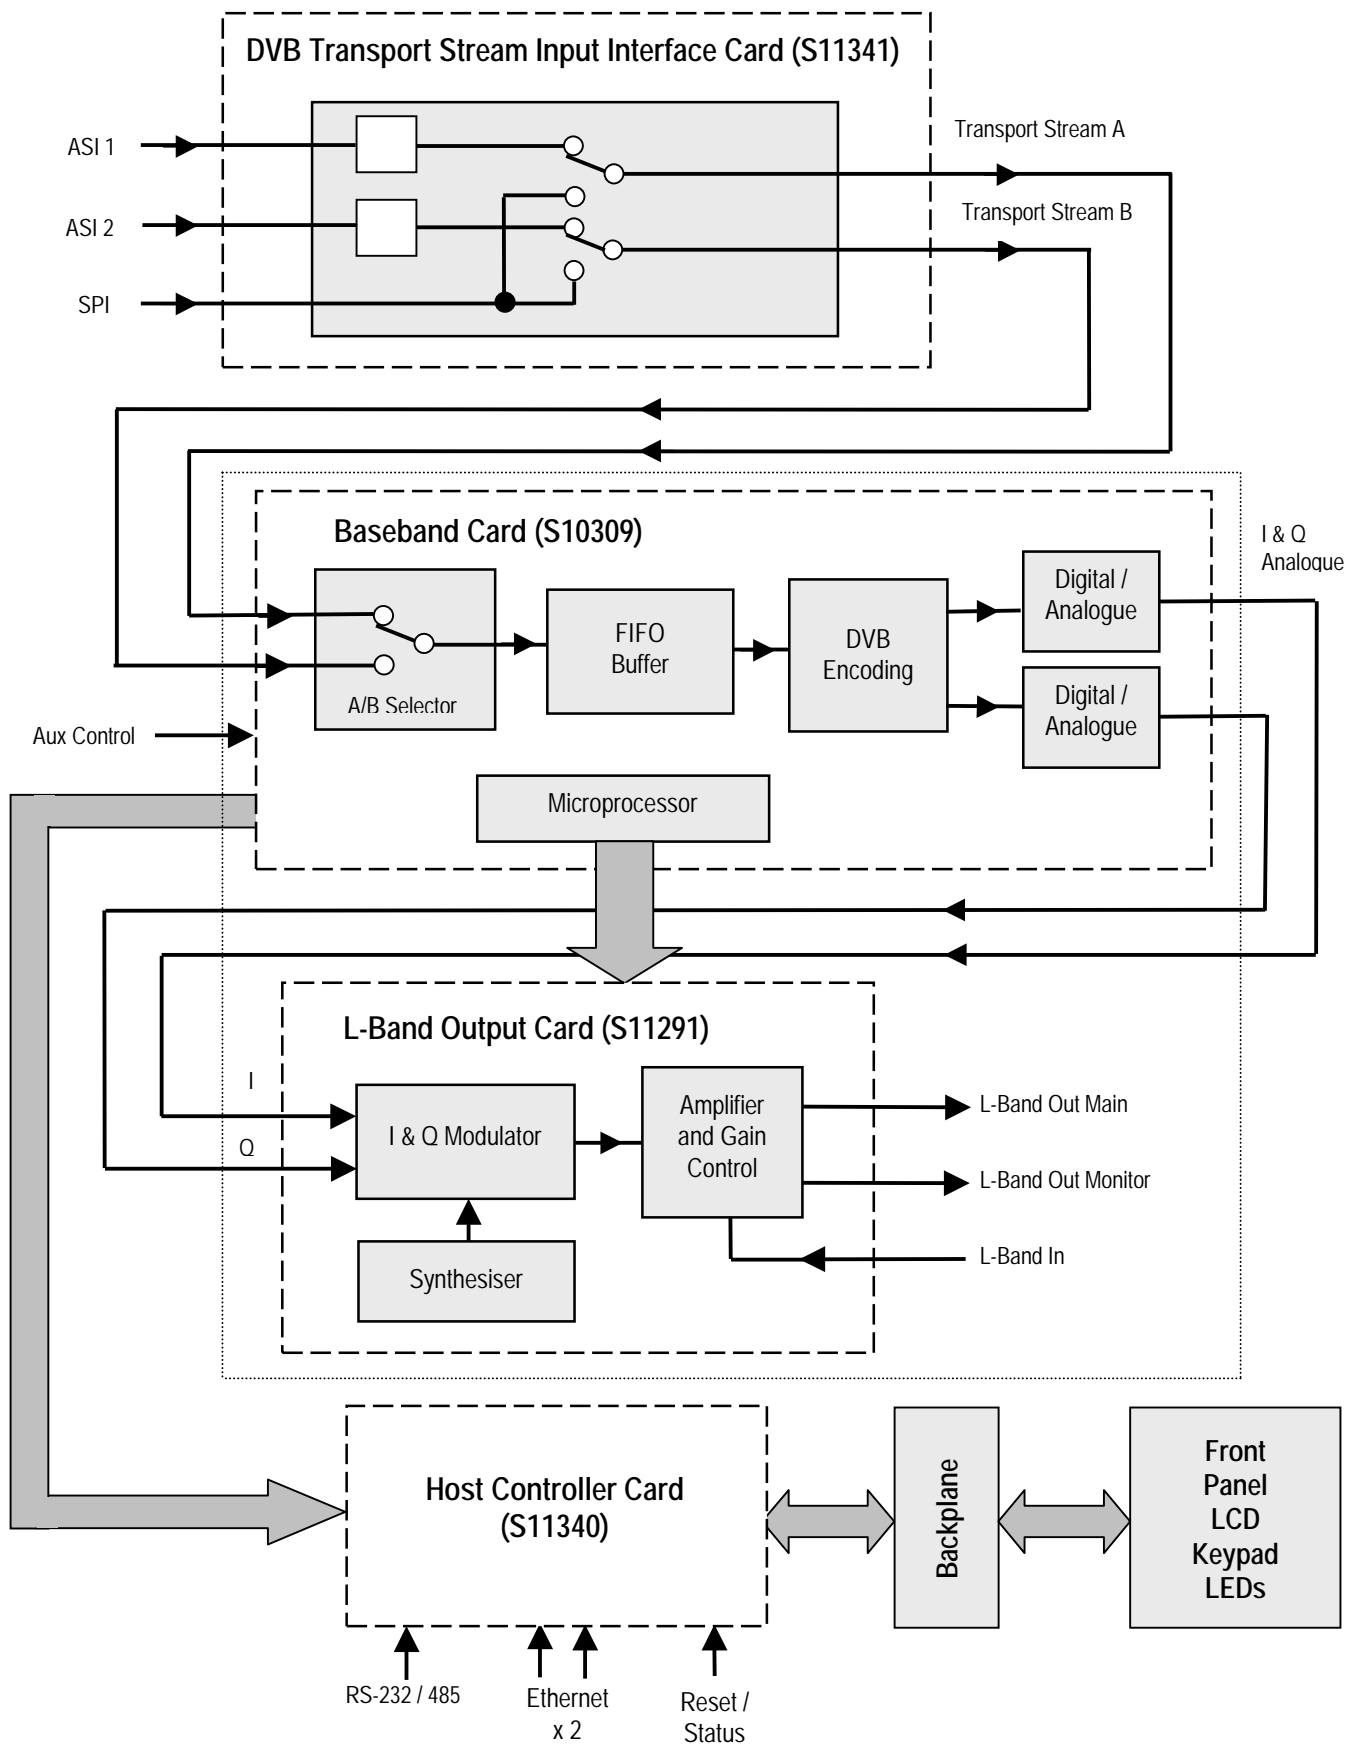 DVB Transport Stream Input Interface Card (S11341)
ASI 1
Transport Stream A
ASI 2
Transport Stream B
SPI
Baseband Card (S10309)
I & Q
Analogue
Digital /
Analogue
FIFO
Buffer
DVB
Encoding
A/B Selector
Digital /
Analogue
Aux Control
Microprocessor
L-Band Output Card (S11291)
I
Q
I & Q Modulator
Amplifier
and Gain
Control
L-Band Out Main
L-Band Out Monitor
L-Band In
Synthesiser
Host Controller Card
(S11340)
Backplane
Front
Panel
LCD
Keypad
LEDs
RS-232 / 485
Ethernet
x 2
Reset /
Status